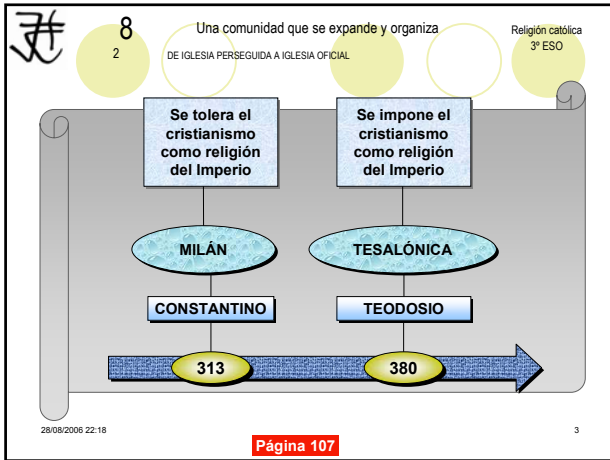 8
Una comunidad que se expande y organiza
Religión católica
3º ESO
2
DE IGLESIA PERSEGUIDA A IGLESIA OFICIAL
Se tolera el
cristianismo
como religión
del Imperio
Se impone el
cristianismo
como religión
del Imperio
MILÁN
TESALÓNICA
CONSTANTINO
TEODOSIO
313
380
28/08/2006 22:18
3
Página 107